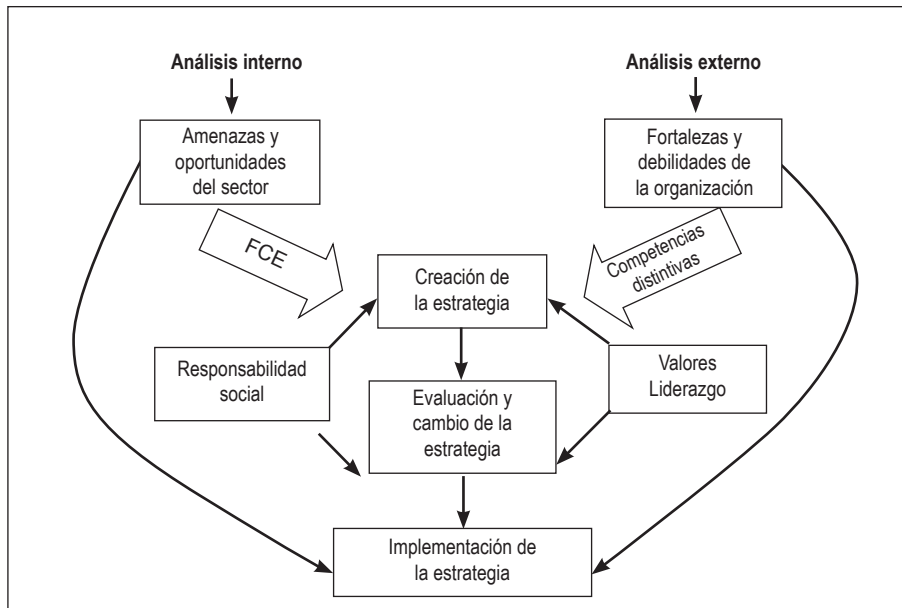 Análisis interno
Análisis externo
Amenazas y
oportunidades
del sector
Fortalezas y
debilidades de
la organización
FCE
Competencias
distintivas
Creación de
la estrategia
Responsabilidad
social
Valores
Liderazgo
Evaluación y
cambio de la
estrategia
Implementación de
la estrategia